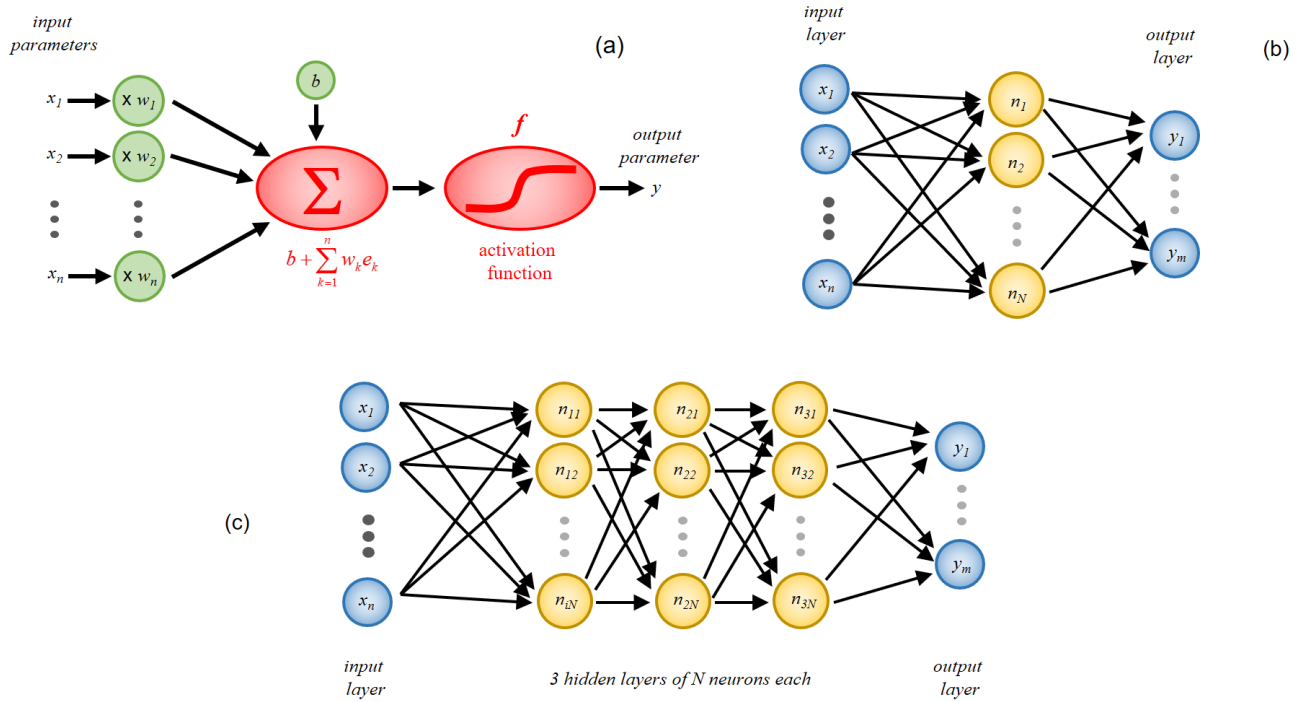 input
parameters
x1
x2
xn
x w1
x w2
x wn
b
Σ
b + ∑ k=1 n wk ek
f
activation
function
output
parameter
y
(a)
input
layer
output
layer
(b)
x1
x2
xn
n1
n2
nN
y1
ym
(c)
x1
x2
xn
n11
n12
niN
n21
n22
n2N
n31
n32
n3N
y1
ym
input
layer
3 hidden layers of N neurons each
output
layer